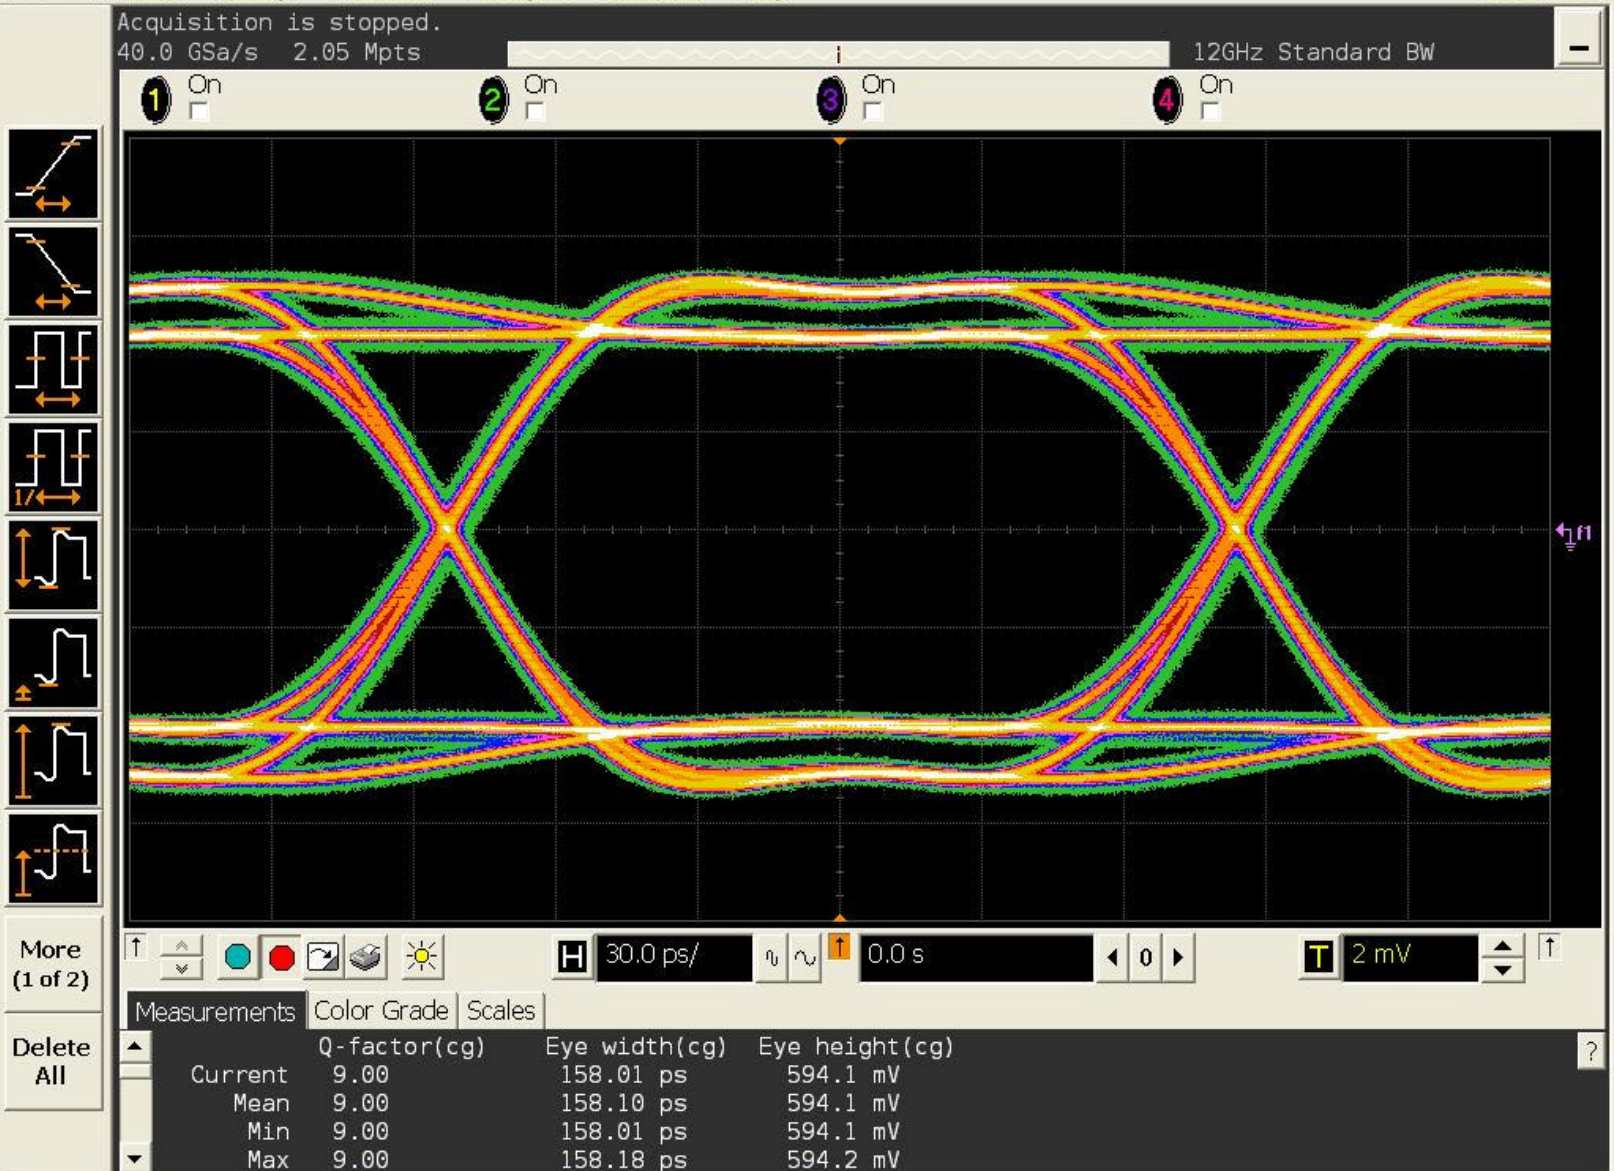 Acquisition is stopped.
40.0 GSa/s 2.05 Mpts 12GHz Standard BW
1 On 2 On 3 On 4 On
f1
1/
More
(1 of 2)
Delete
All
H 30.0 ps/ 0.0 s 0 T 2 mV
Measurements Color Grade Scales
Q-factor(cg) Eye width(cg) Eye height(cg)
?
Current 9.00 158.01 ps 594.1 mV
Mean 9.00 158.10 ps 594.1 mV
Min 9.00 158.01 ps 594.1 mV
Max 9.00 158.18 ps 594.2 mV